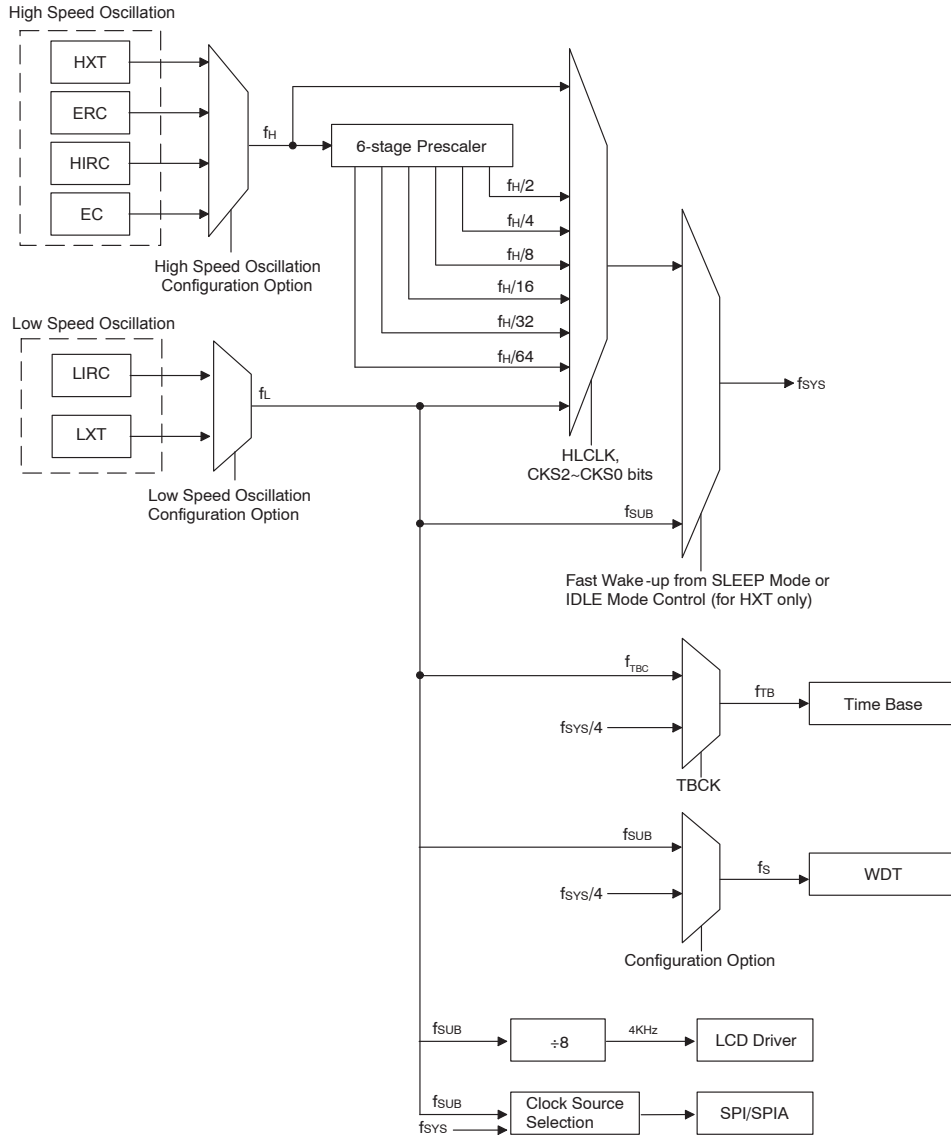 High Speed Oscillation
HXT
ERC
HIRC
EC
fH
6-stage Prescaler
fH/2
fH/4
fH/8
fH/16
fH/32
fH/64
High Speed Oscillation
Configuration Option
Low Speed Oscillation
LIRC
LXT
fL
Low Speed Oscillation
Configuration Option
HLCLK,
CKS2~CKS0 bits
fSYS
fSUB
Fast Wake-up from SLEEP Mode or
IDLE Mode Control (for HXT only)
fTBC
fSYS/4
TBCK
fTB
Time Base
fSUB
fSYS/4
Configuration Option
fS
WDT
fSUB
÷8
4KHz
LCD Driver
fSUB
fSYS
Clock Source
Selection
SPI/SPIA